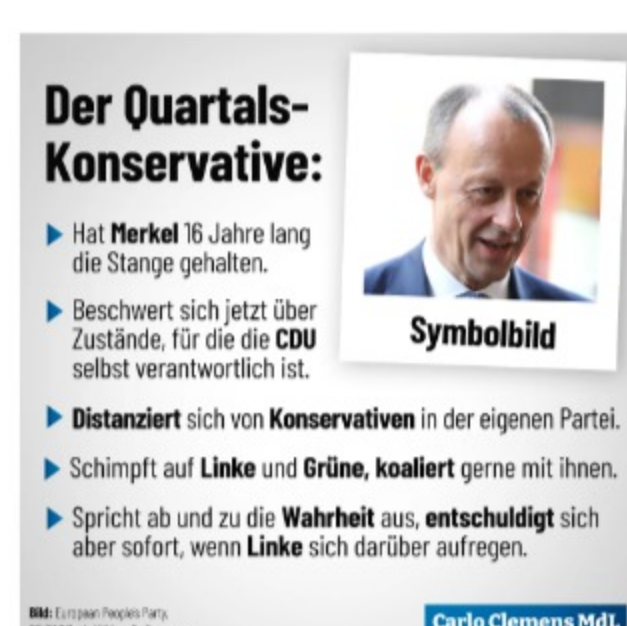 Der Quartals-
Konservative:
Hat Merkel 16 Jahre lang
die Stange gehalten.
Beschwert sich jetzt über
Zustände, für die die CDU
selbst verantwortlich ist.
Symbolbild
Distanziert sich von Konservativen in der eigenen Partei.
Schimpft auf Linke und Grüne, koaliert gerne mit ihnen.
Spricht ab und zu die Wahrheit aus, entschuldigt sich
aber sofort, wenn Linke sich darüber aufregen.
Bild: European People's Party,
Carlo Clemens MdL